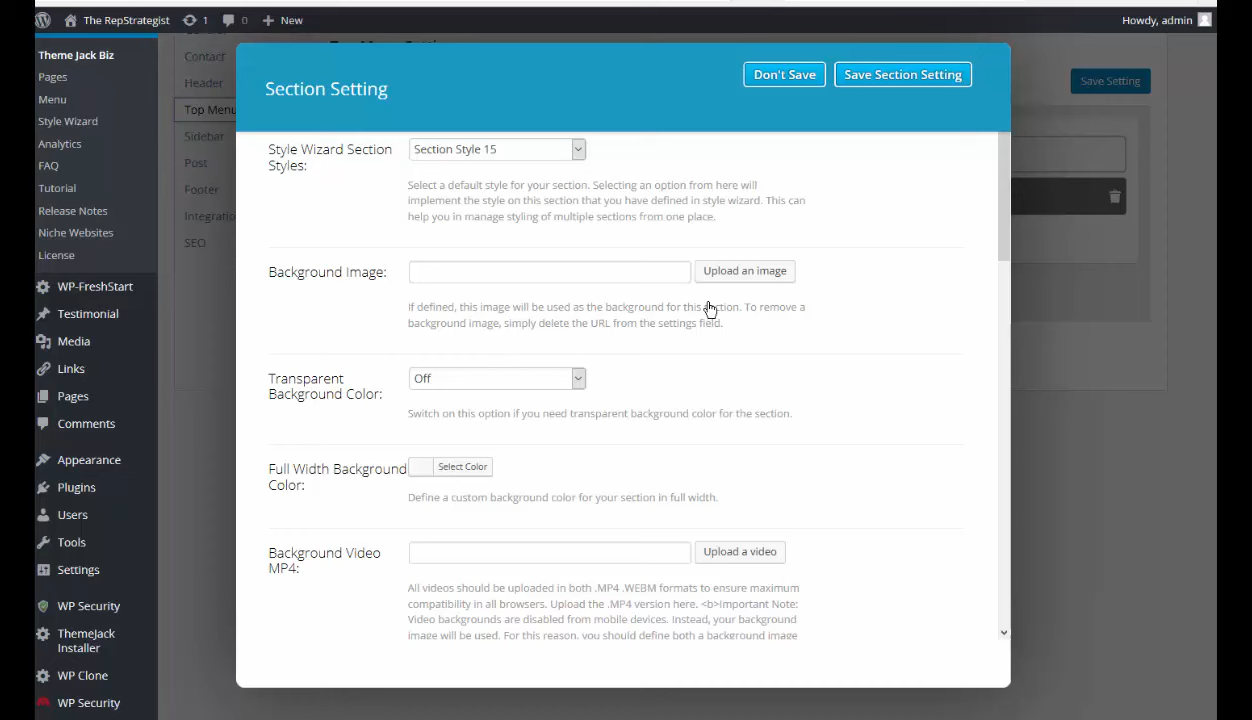 The RepStrategist
1
0
New
Howdy, admin
Theme Jack Biz
Pages
Menu
Style Wizard
Analytics
FAQ
Tutorial
Release Notes
Niche Websites
License
WP-FreshStart
Testimonial
Media
Links
Pages
Comments
Appearance
Plugins
Users
Tools
Settings
WP Security
ThemeJack
Installer
WP Clone
WP Security
Contact
Header
Top Menu
Sidebar
Post
Footer
Integration
SEO
Save Setting
Section Setting
Don't Save
Save Section Setting
Style Wizard Section
Styles:
Section Style 15
Select a default style for your section. Selecting an option from here will
implement the style on this section that you have defined in style wizard. This can
help you in manage styling of multiple sections from one place.
Background Image:
Upload an image
If defined, this image will be used as the background for this section. To remove a
background image, simply delete the URL from the settings field.
Transparent
Background Color:
Off
Switch on this option if you need transparent background color for the section.
Full Width Background
Color:
Select Color
Define a custom background color for your section in full width.
Background Video
MP4:
Upload a video
All videos should be uploaded in both .MP4 .WEBM formats to ensure maximum
compatibility in all browsers. Upload the .MP4 version here. <b>Important Note:
Video backgrounds are disabled from mobile devices. Instead, your background
image will be used. For this reason, you should define both a background image